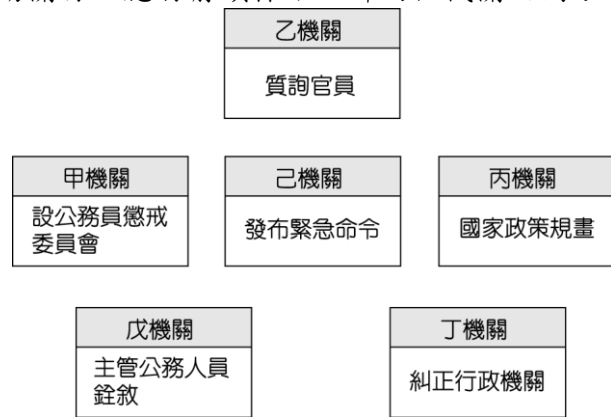 乙機關
質詢官員
甲機關
設公務員懲戒
委員會
己機關
發布緊急命令
丙機關
國家政策規畫
戊機關
主管公務人員
銓敘
丁機關
糾正行政機關